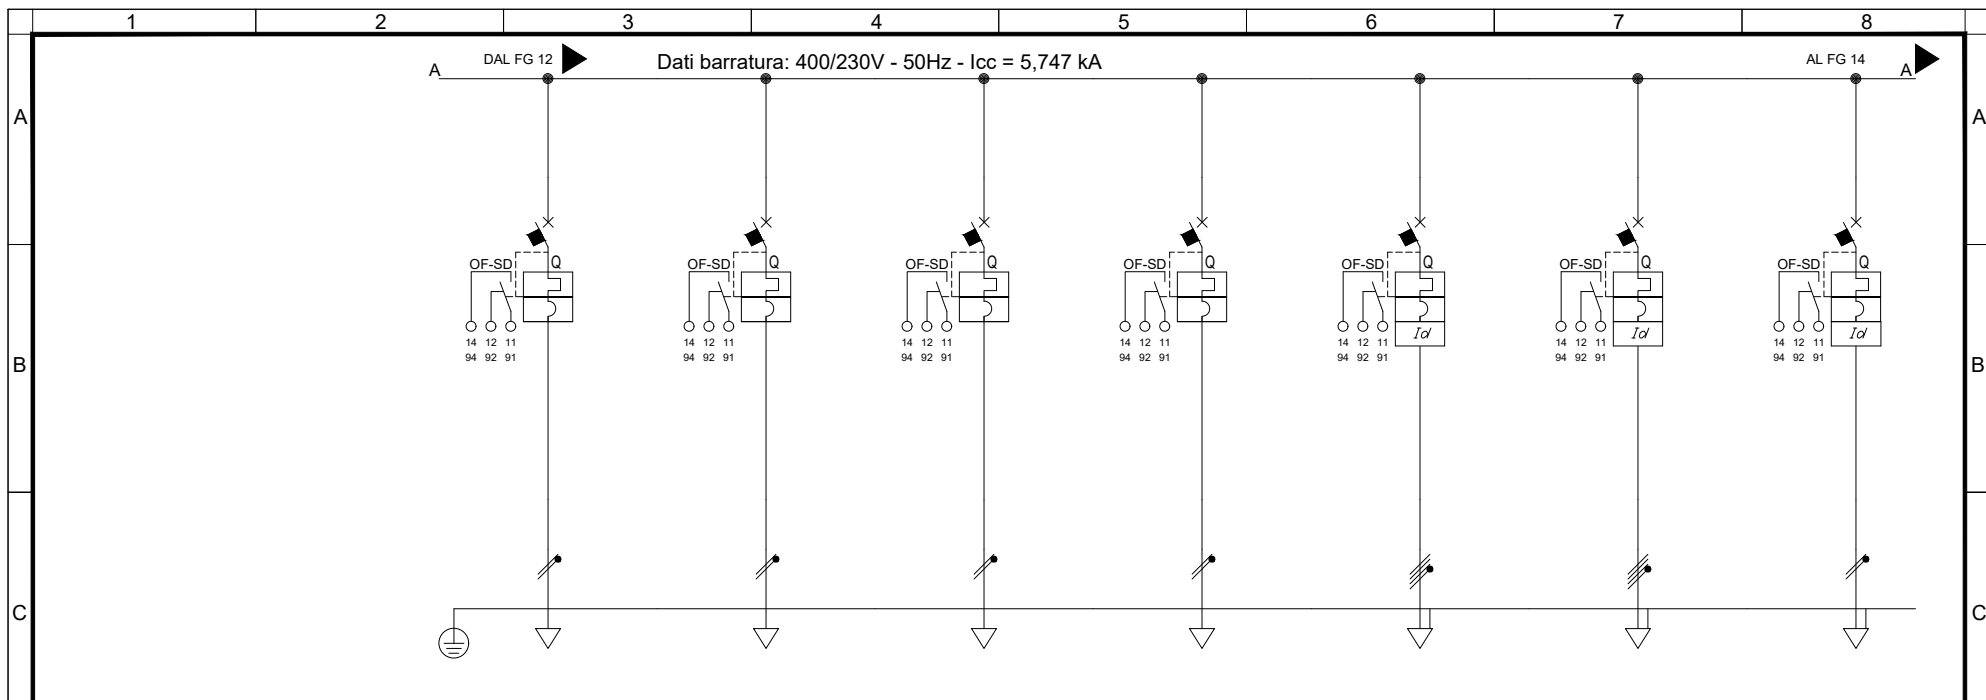 1 2 3 4 5 6 7 8
DAL FG 12 Dati barratura: 400/230V - 50Hz - Icc = 5,747 kA AL FG 14
A A
A A
OF-SD Q OF-SD Q OF-SD Q OF-SD Q OF-SD Q OF-SD Q OF-SD Q
Id Id Id
14 12 11 14 12 11 14 12 11 14 12 11 14 12 11 14 12 11 14 12 11
94 92 91 94 92 91 94 92 91 94 92 91 94 92 91 94 92 91 94 92 91
B B
C C